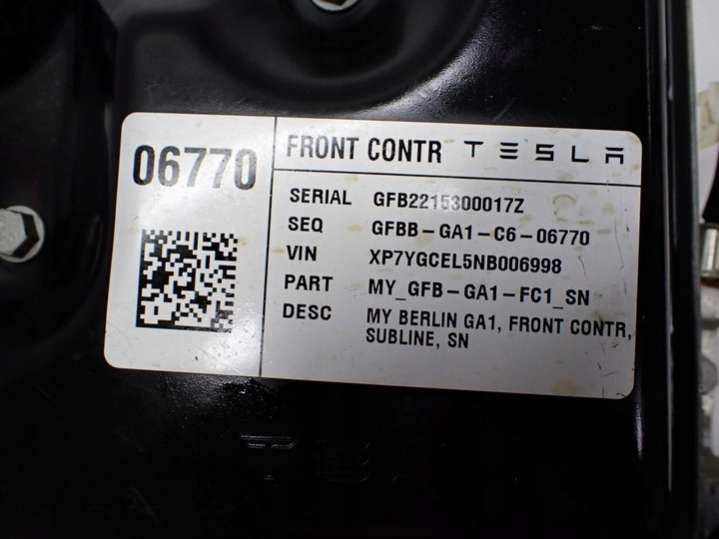 06770
FRONT CONTR TESLA
SERIAL GFB2215300017Z
SEQ GFBB-GA1-C6-06770
VIN XP7YGCEL5NB006998
PART MY_GFB-GA1-FC1_SN
DESC MY BERLIN GA1, FRONT CONTR,
SUBLINE, SN